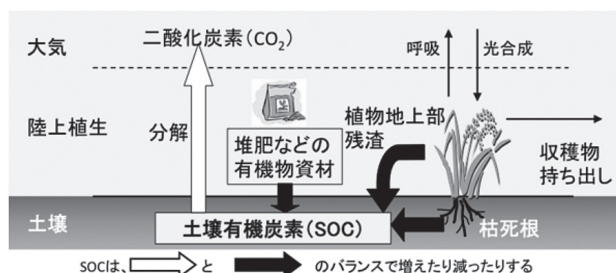 大気
二酸化炭素(CO₂)
呼吸
光合成
陸上植生
分解
堆肥などの
有機物資材
植物地上部
残渣
収穫物
持ち出し
土壌
土壌有機炭素(SOC)
枯死根
SOCは、 と のバランスで増えたり減ったりする